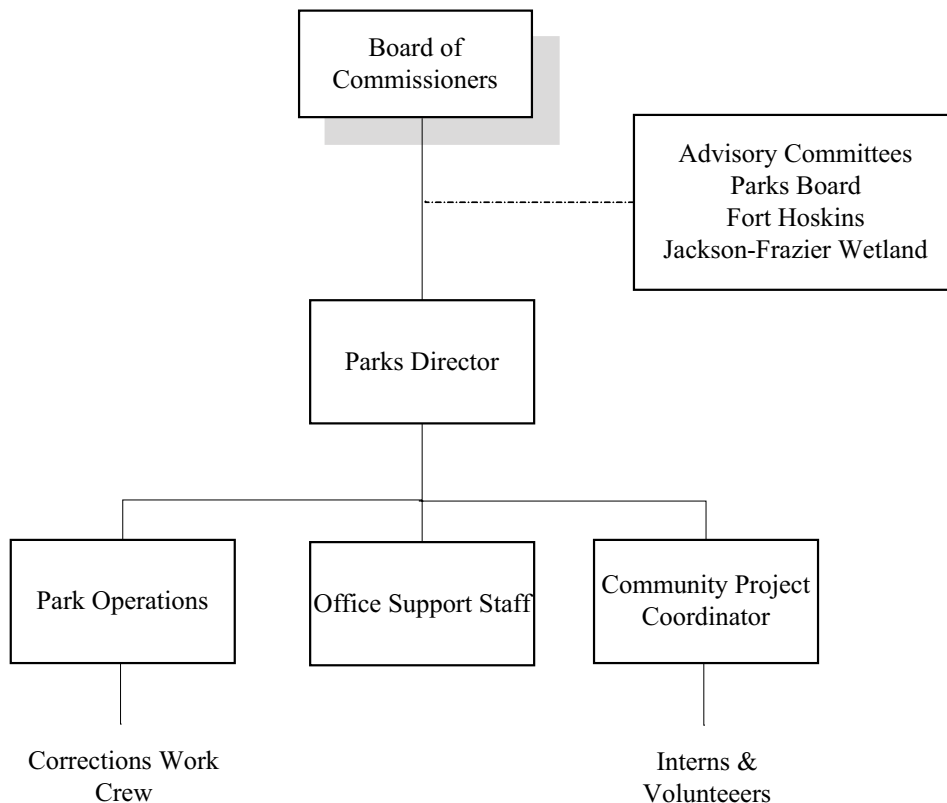 Board of
Commissioners
Advisory Committees
Parks Board
Fort Hoskins
Jackson-Frazier Wetland
Parks Director
Park Operations
Office Support Staff
Community Project
Coordinator
Corrections Work
Crew
Interns &
Volunteeers